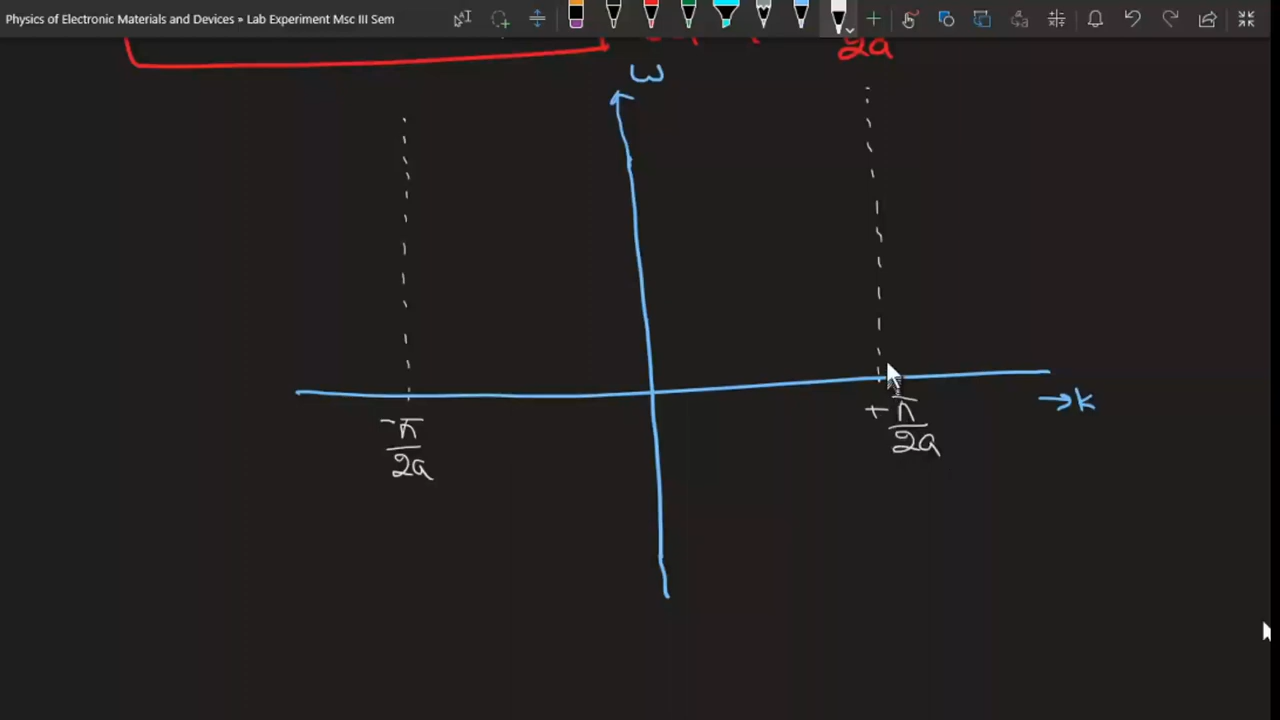 Physics of Electronic Materials and Devices » Lab Experiment Msc III Sem
2a
ω
→k
-π/2a
+π/2a